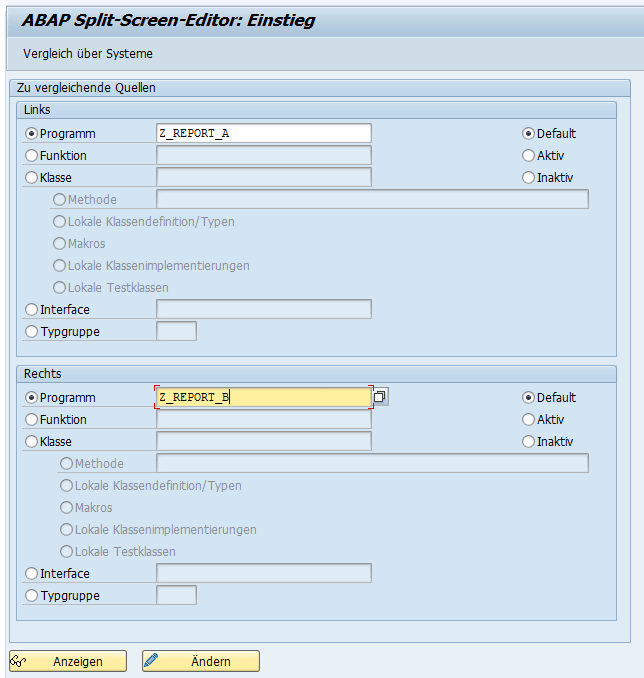 ABAP Split-Screen-Editor: Einstieg
Vergleich über Systeme
Zu vergleichende Quellen
Links
Programm Z_REPORT_A Default
Funktion Aktiv
Klasse Inaktiv
Methode
Lokale Klassendefinition/Typen
Makros
Lokale Klassenimplementierungen
Lokale Testklassen
Interface
Typgruppe
Rechts
Programm Z_REPORT_B Default
Funktion Aktiv
Klasse Inaktiv
Methode
Lokale Klassendefinition/Typen
Makros
Lokale Klassenimplementierungen
Lokale Testklassen
Interface
Typgruppe
Anzeigen Ändern